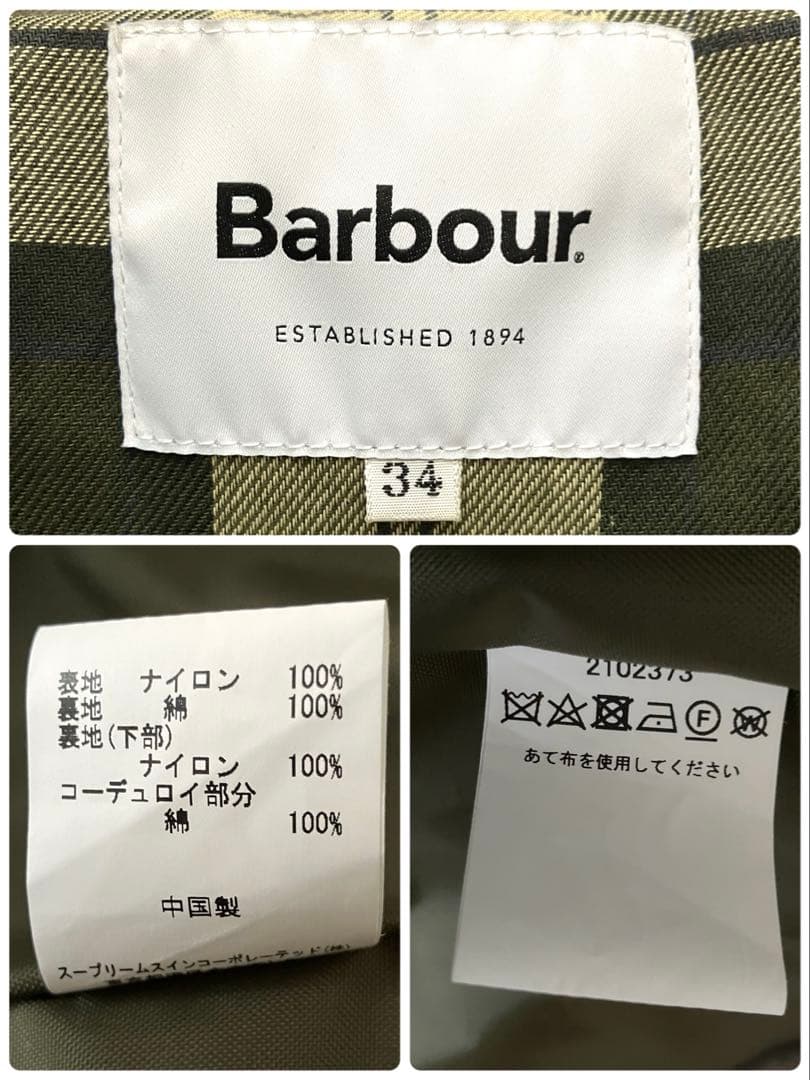 Barbour®
ESTABLISHED 1894
34
表地 ナイロン 100%
裏地 綿 100%
裏地(下部)
ナイロン 100%
コーデュロイ部分
綿 100%
中国製
スープリームスインコーポレーテッド(株)
2102373
F W
あて布を使用してください